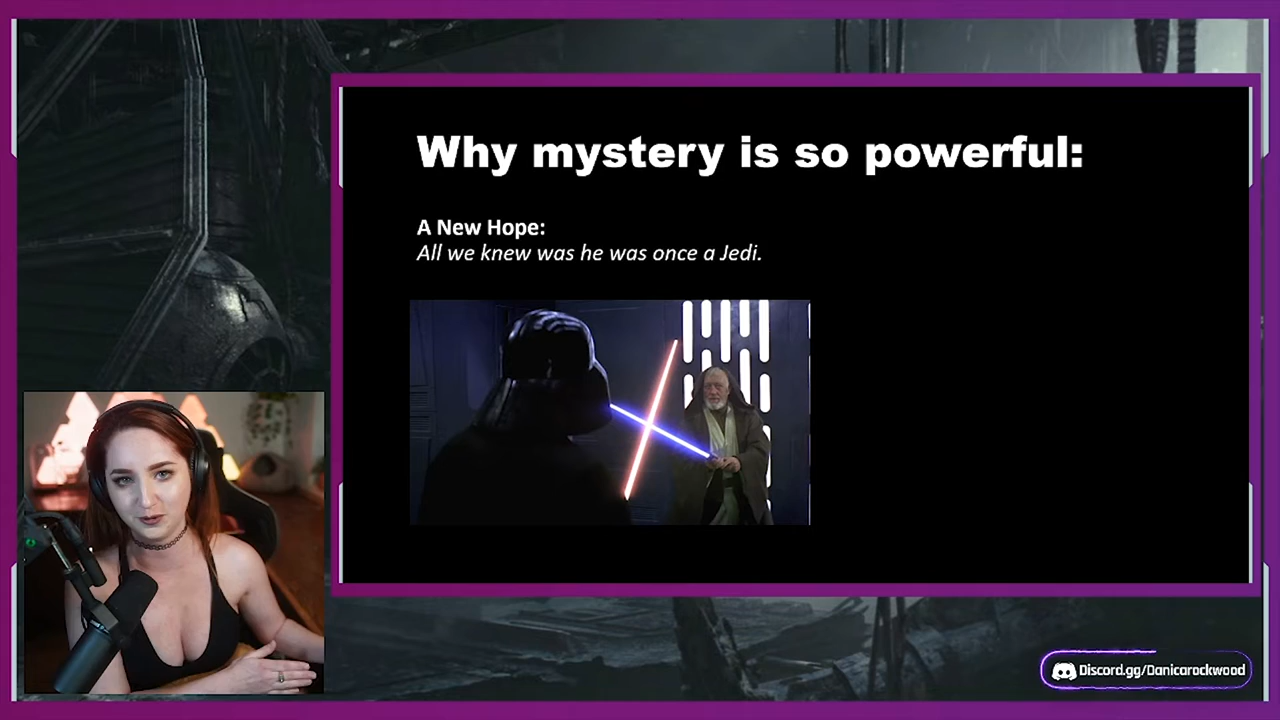 Why mystery is so powerful:
A New Hope:
All we knew was he was once a Jedi.
Discord.gg/Danicarockwood